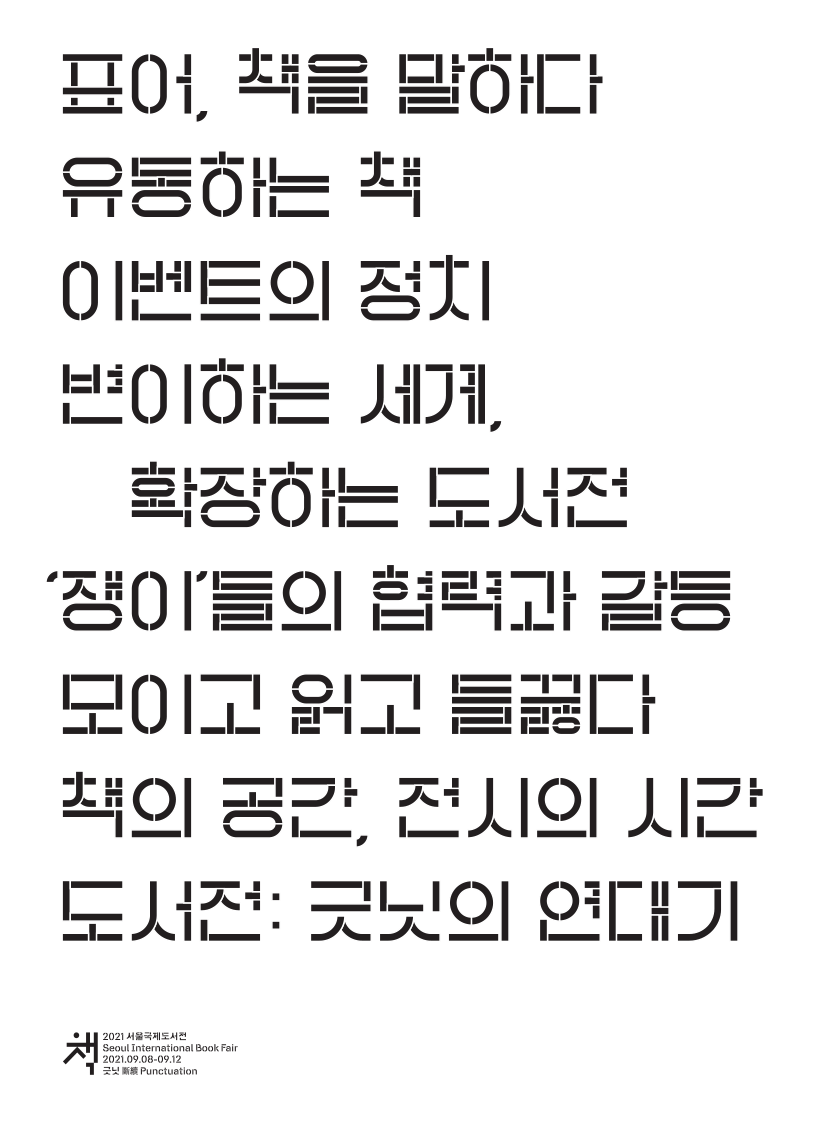 표어, 책을 말하다
유통하는 책
이벤트의 정치
변이하는 세계,
확장하는 도서전
‘쟁이’들의 협력과 갈등
모이고 읽고 들끓다
책의 공간, 전시의 시간
도서전: 긋닛의 연대기
책
2021 서울국제도서전
Seoul International Book Fair
2021.09.08-09.12
긋닛 斷續 Punctuation